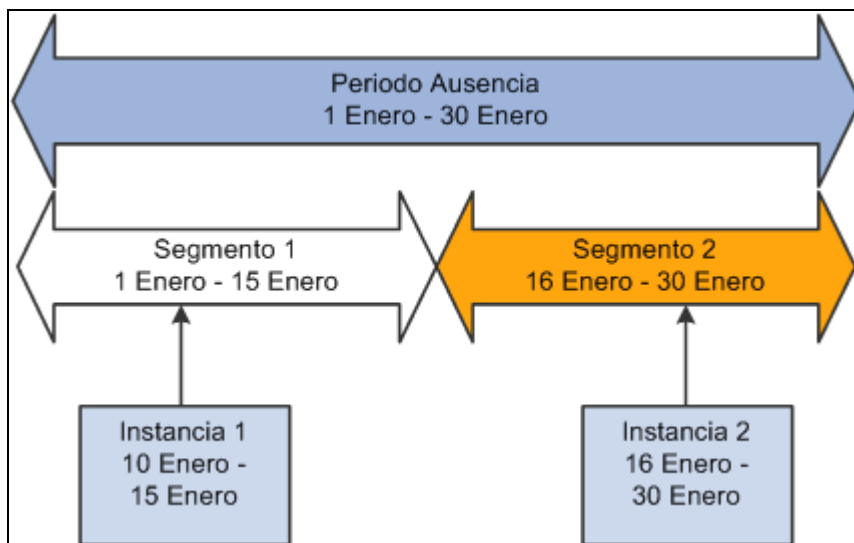 Periodo Ausencia
1 Enero - 30 Enero
Segmento 1
1 Enero - 15 Enero
Segmento 2
16 Enero - 30 Enero
Instancia 1
10 Enero -
15 Enero
Instancia 2
16 Enero -
30 Enero